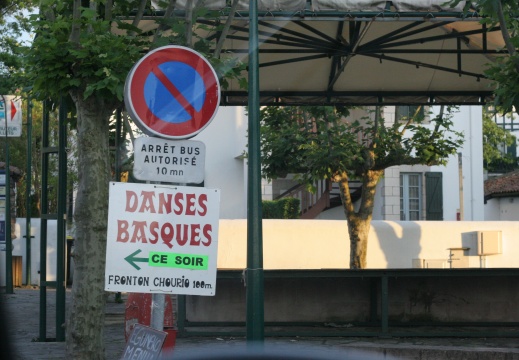 ARRÊT BUS
AUTORISÉ
10 mn
DANSES
BASQUES
CE SOIR
FRONTON CHOURIO 100m.